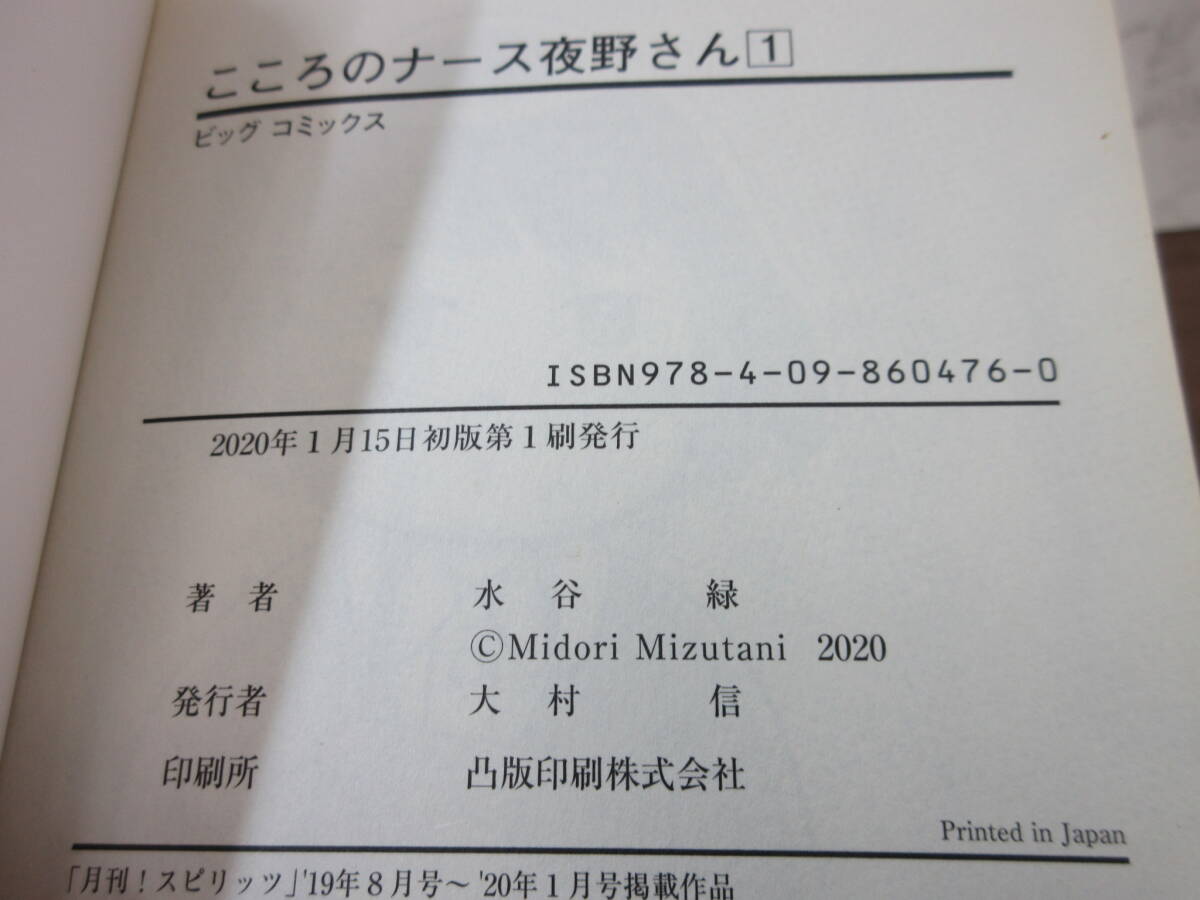 こころのナース夜野さん 1
ビッグ コミックス
ISBN978-4-09-860476-0
2020年1月15日初版第1刷発行
著 者 水 谷 緑
©Midori Mizutani 2020
発行者 大 村 信
印刷所 凸版印刷株式会社
Printed in Japan
「月刊！スピリッツ」'19年8月号～'20年1月号掲載作品